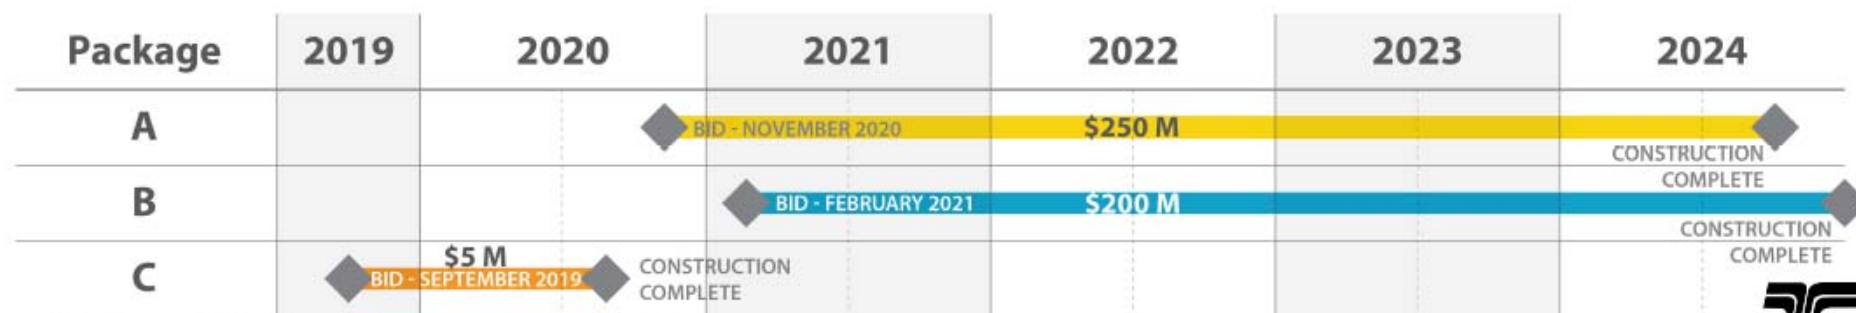 Package 2019 2020 2021 2022 2023 2024
A BID - NOVEMBER 2020 $250 M
CONSTRUCTION
COMPLETE
B BID - FEBRUARY 2021 $200 M
CONSTRUCTION
COMPLETE
$5 M
C BID - SEPTEMBER 2019 CONSTRUCTION
COMPLETE